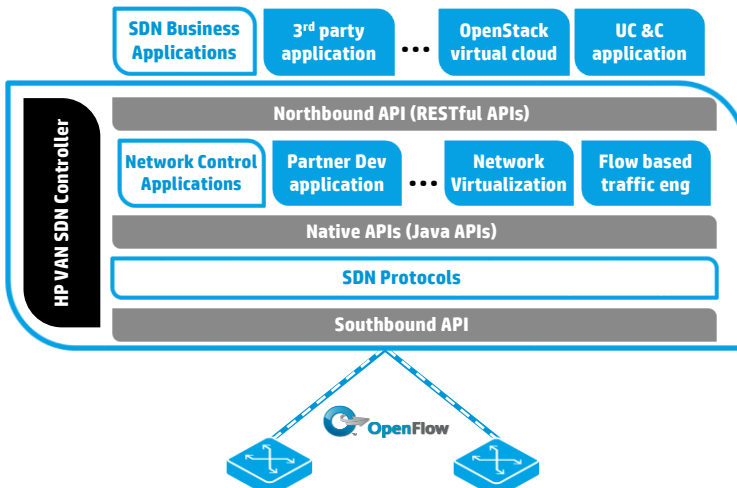 SDN Business
Applications
3rd party
application
...
OpenStack
virtual cloud
UC &C
application
HP VAN SDN Controller
Northbound API (RESTful APIs)
Network Control
Applications
Partner Dev
application
...
Network
Virtualization
Flow based
traffic eng
Native APIs (Java APIs)
SDN Protocols
Southbound API
OpenFlow